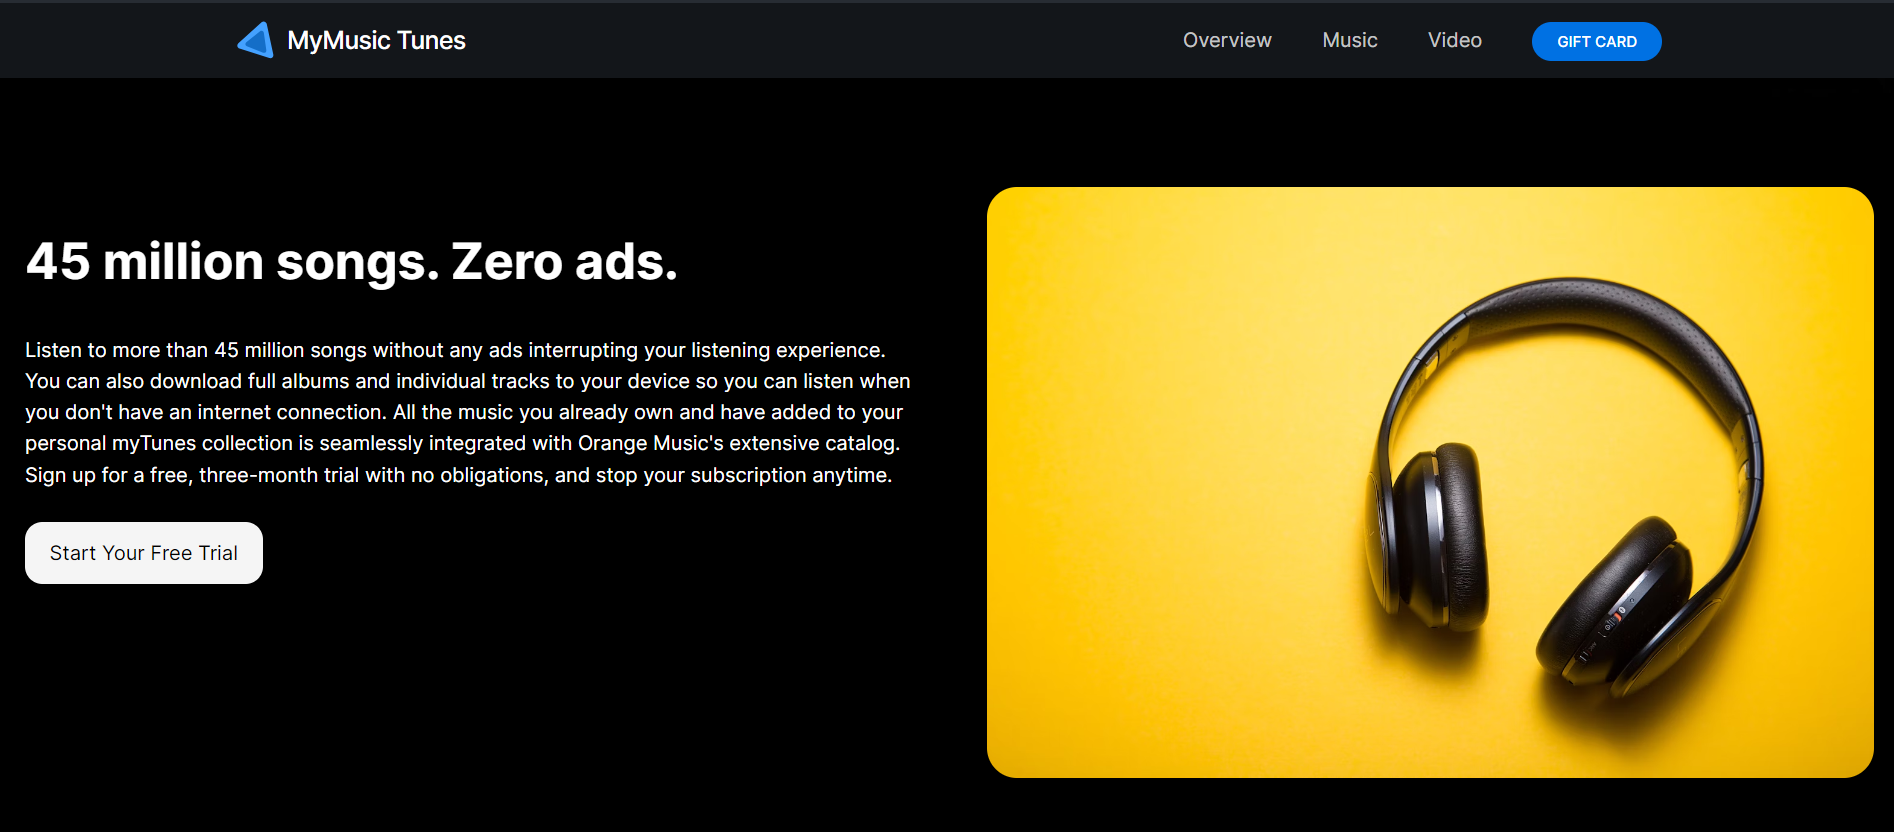 MyMusic Tunes
Overview
Music
Video
GIFT CARD
45 million songs. Zero ads.
Listen to more than 45 million songs without any ads interrupting your listening experience.
You can also download full albums and individual tracks to your device so you can listen when
you don't have an internet connection. All the music you already own and have added to your
personal myTunes collection is seamlessly integrated with Orange Music's extensive catalog.
Sign up for a free, three-month trial with no obligations, and stop your subscription anytime.
Start Your Free Trial